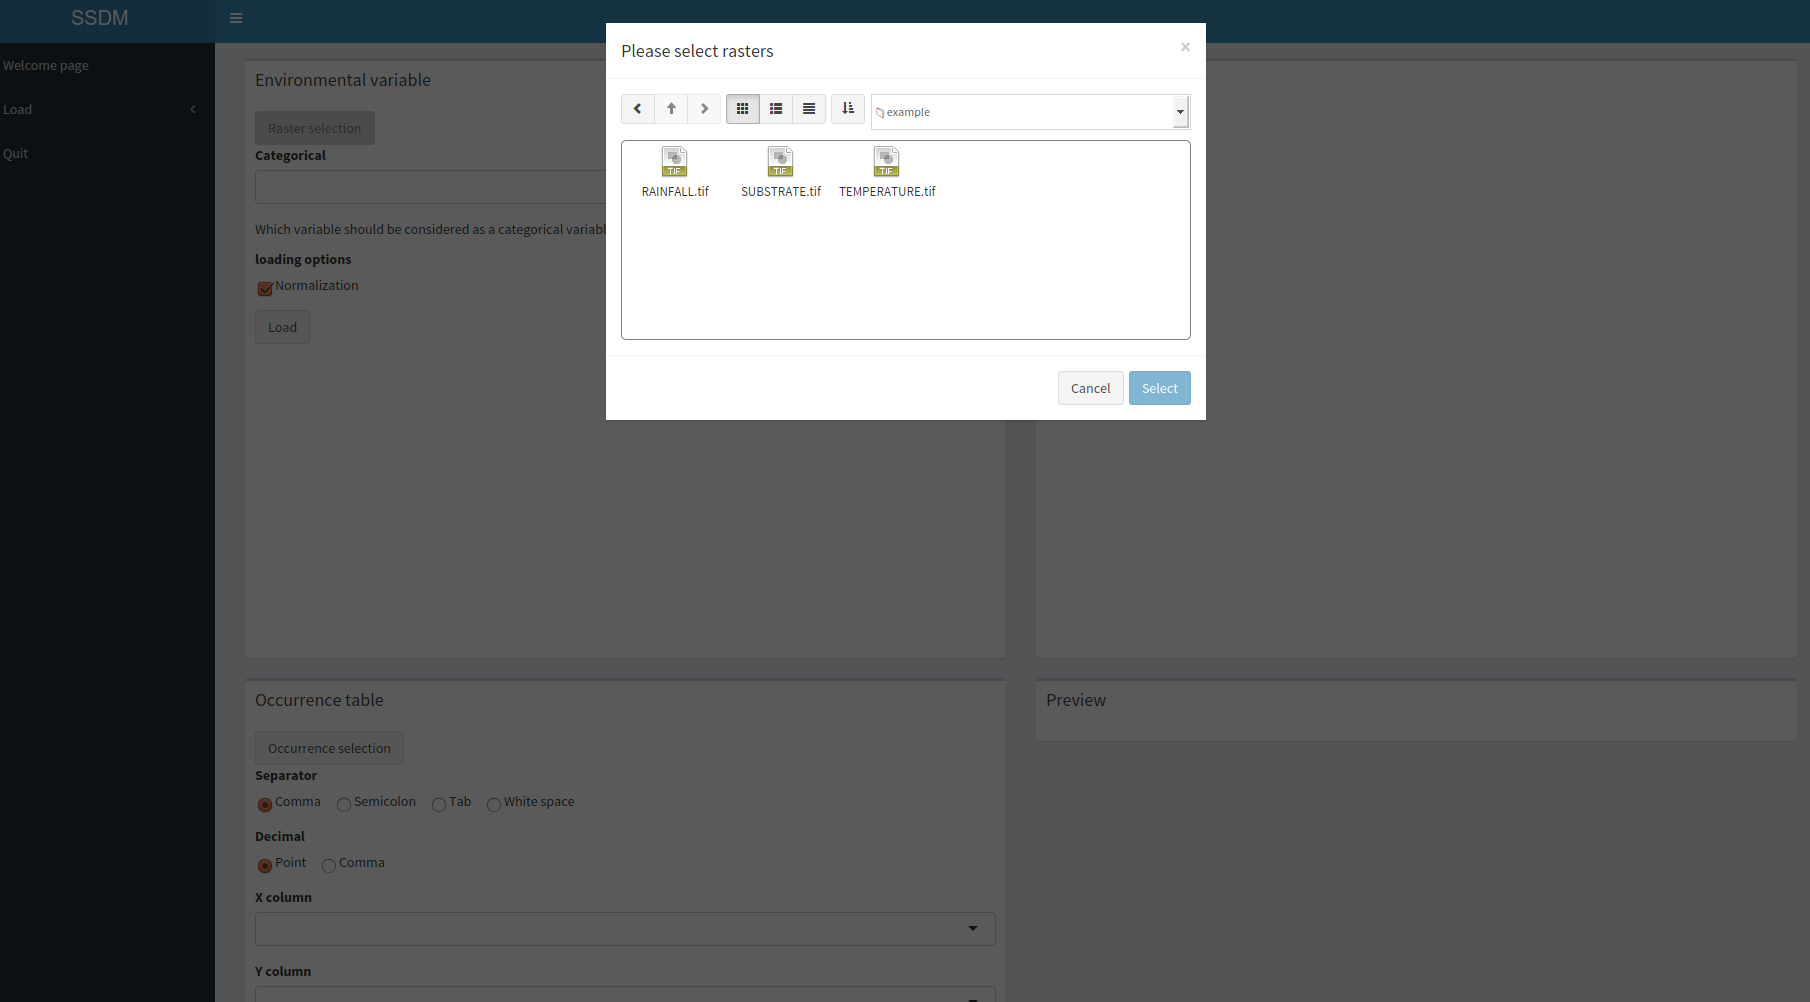 SSDM
Welcome page
Load
Quit
Environmental variable
Raster selection
Categorical
Which variable should be considered as a categorical variabl
loading options
Normalization
Load
Please select rasters
×
example
TIF TIF TIF
RAINFALL.tif SUBSTRATE.tif TEMPERATURE.tif
Cancel Select
Occurrence table
Occurrence selection
Separator
Comma Semicolon Tab White space
Decimal
Point Comma
X column
Y column
Preview